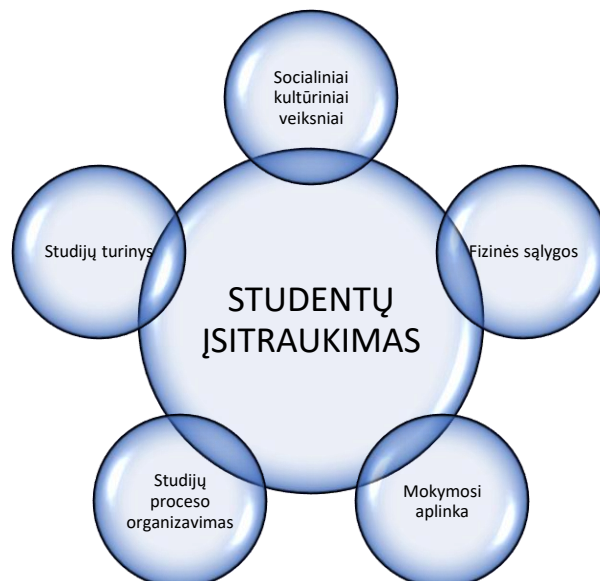 Socialiniai
kultūriniai
veiksniai
Studijų turinys
Fizinės sąlygos
STUDENTŲ
ĮSITRAUKIMAS
Studijų
proceso
organizavimas
Mokymosi
aplinka